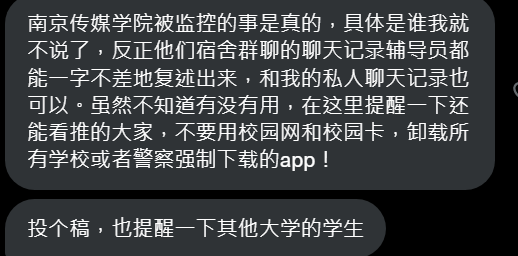 南京传媒学院被监控的事是真的，具体是谁我就
不说了，反正他们宿舍群聊的聊天记录辅导员都
能一字不差地复述出来，和我的私人聊天记录也
可以。虽然不知道有没有用，在这里提醒一下还
能看推的大家，不要用校园网和校园卡，卸载所
有学校或者警察强制下载的app！
投个稿，也提醒一下其他大学的学生